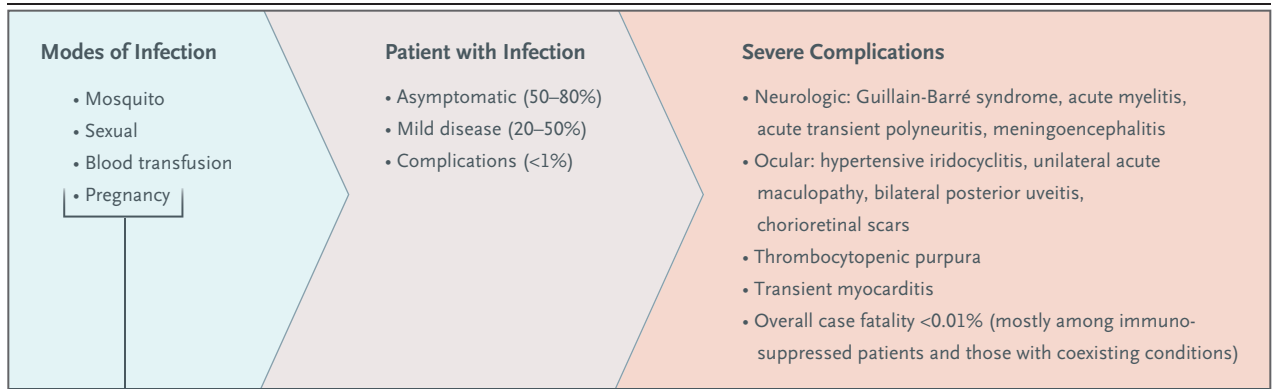 Modes of Infection
• Mosquito
• Sexual
• Blood transfusion
• Pregnancy
Patient with Infection
• Asymptomatic (50–80%)
• Mild disease (20–50%)
• Complications (<1%)
Severe Complications
• Neurologic: Guillain-Barré syndrome, acute myelitis,
acute transient polyneuritis, meningoencephalitis
• Ocular: hypertensive iridocyclitis, unilateral acute
maculopathy, bilateral posterior uveitis,
chorioretinal scars
• Thrombocytopenic purpura
• Transient myocarditis
• Overall case fatality <0.01% (mostly among immuno-
suppressed patients and those with coexisting conditions)